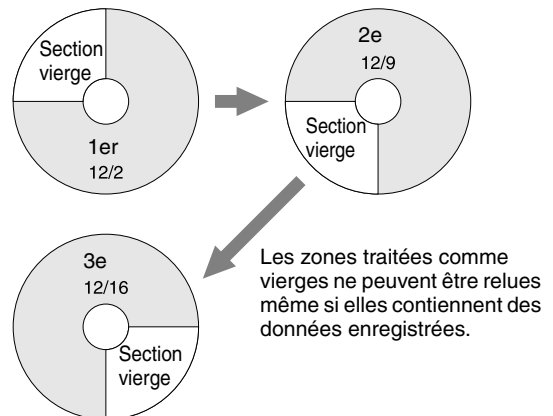 Section
vierge
1er
12/2
2e
12/9
Section
vierge
3e
12/16
Section
vierge
Les zones traitées comme
vierges ne peuvent être relues
même si elles contiennent des
données enregistrées.